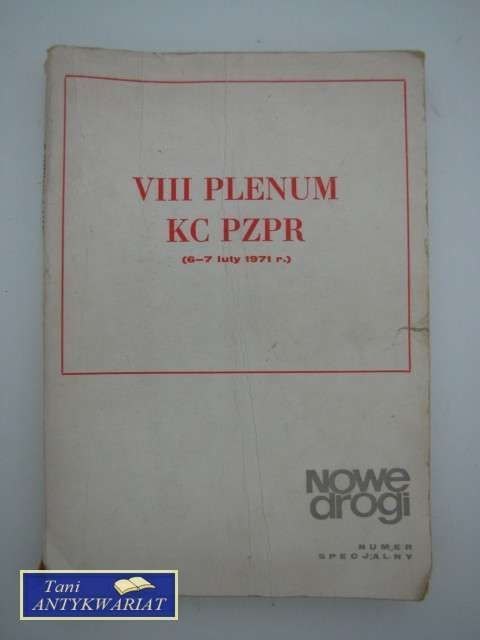 VIII PLENUM
KC PZPR
(6-7 luty 1971 r.)
Nowe
drogi
NUMER
SPECJALNY
Tani
ANTYKWARIAT